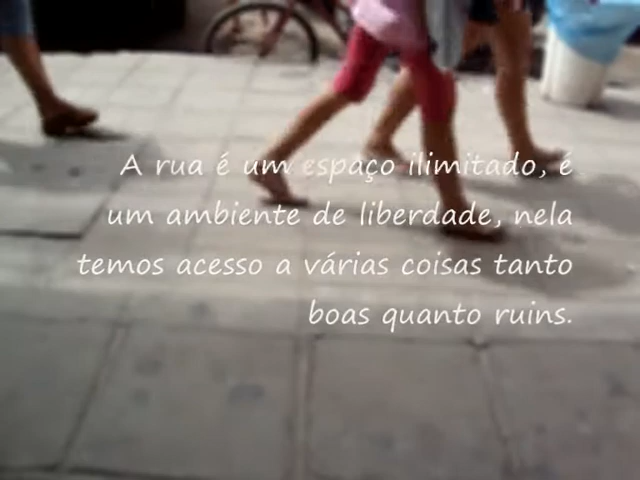 A rua é um espaço ilimitado, é
um ambiente de liberdade, nela
temos acesso a várias coisas tanto
boas quanto ruins.